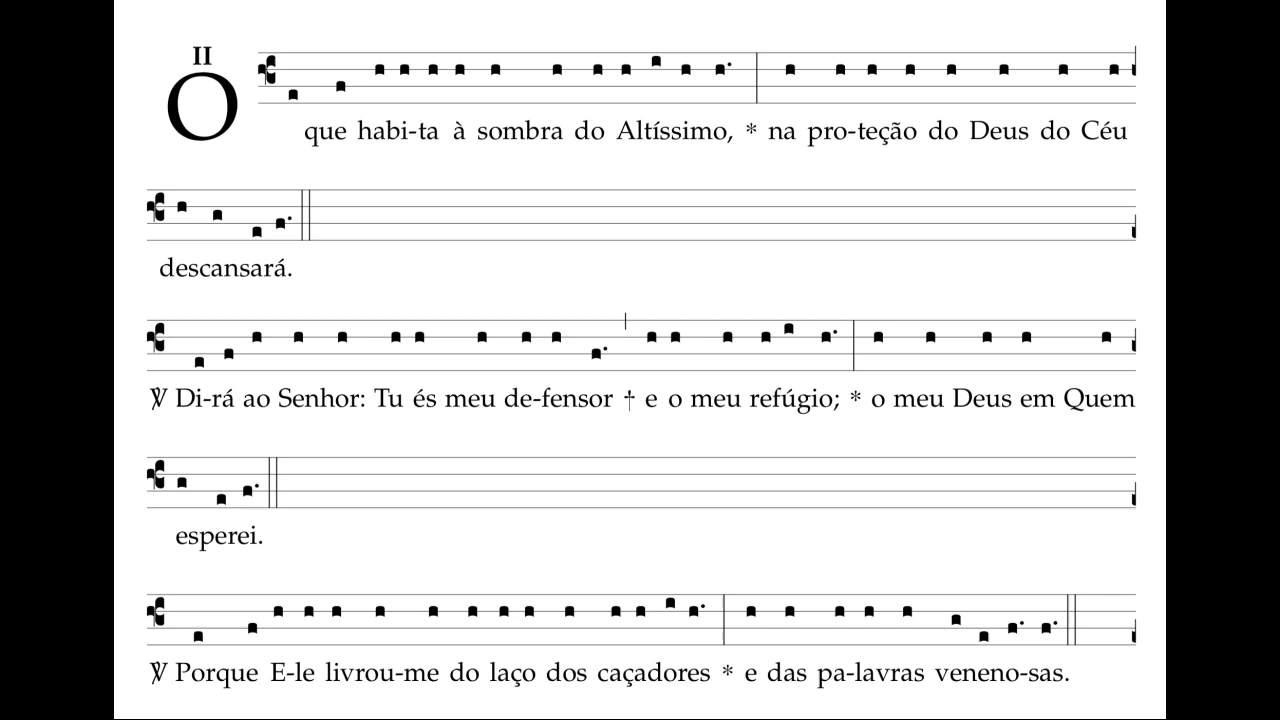 II
O que habi-ta à sombra do Altíssimo, * na pro-teção do Deus do Céu
descansará.
℣ Di-rá ao Senhor: Tu és meu de-fensor † e o meu refúgio; * o meu Deus em Quem
esperei.
℣ Porque E-le livrou-me do laço dos caçadores * e das pa-lavras veneno-sas.